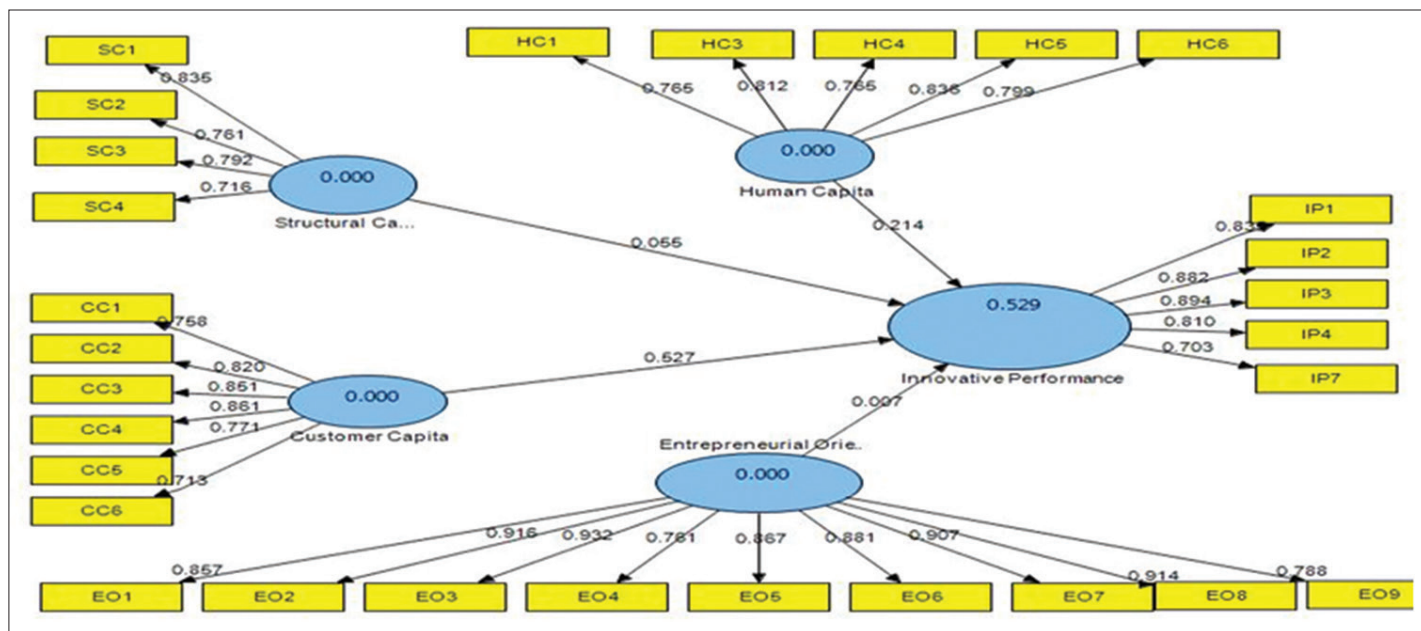 SC1
0.835
SC2
0.761
SC3
0.792
SC4
0.716
0.000
Structural Ca...
HC1
HC3
HC4
HC5
HC6
0.765
0.812
0.765
0.836
0.799
0.000
Human Capita
0.214
0.055
IP1
IP2
0.882
IP3
0.894
IP4
0.810
IP7
0.703
0.529
Innovative Performance
CC1
0.758
CC2
0.820
CC3
0.851
CC4
0.861
CC5
0.771
CC6
0.713
0.000
Customer Capita
0.527
0.007
Entrepreneurial Orie..
0.000
0.857
0.916
0.932
0.761
0.867
0.881
0.907
0.914
0.788
EO1
EO2
EO3
EO4
EO5
EO6
EO7
EO8
EO9